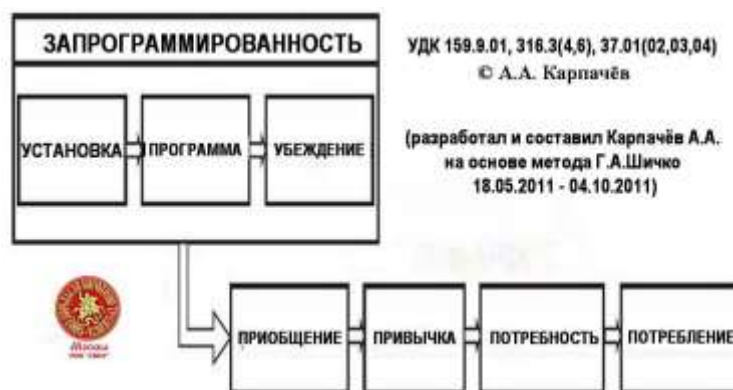 ЗАПРОГРАММИРОВАННОСТЬ
УСТАНОВКА
ПРОГРАММА
УБЕЖДЕНИЕ
УДК 159.9.01, 316.3(4,6), 37.01(02,03,04)
© А.А. Карпачёв
(разработал и составил Карпачёв А.А.
на основе метода Г.А.Шичко
18.05.2011 - 04.10.2011)
ПРИОБЩЕНИЕ
ПРИВЫЧКА
ПОТРЕБНОСТЬ
ПОТРЕБЛЕНИЕ
Москва